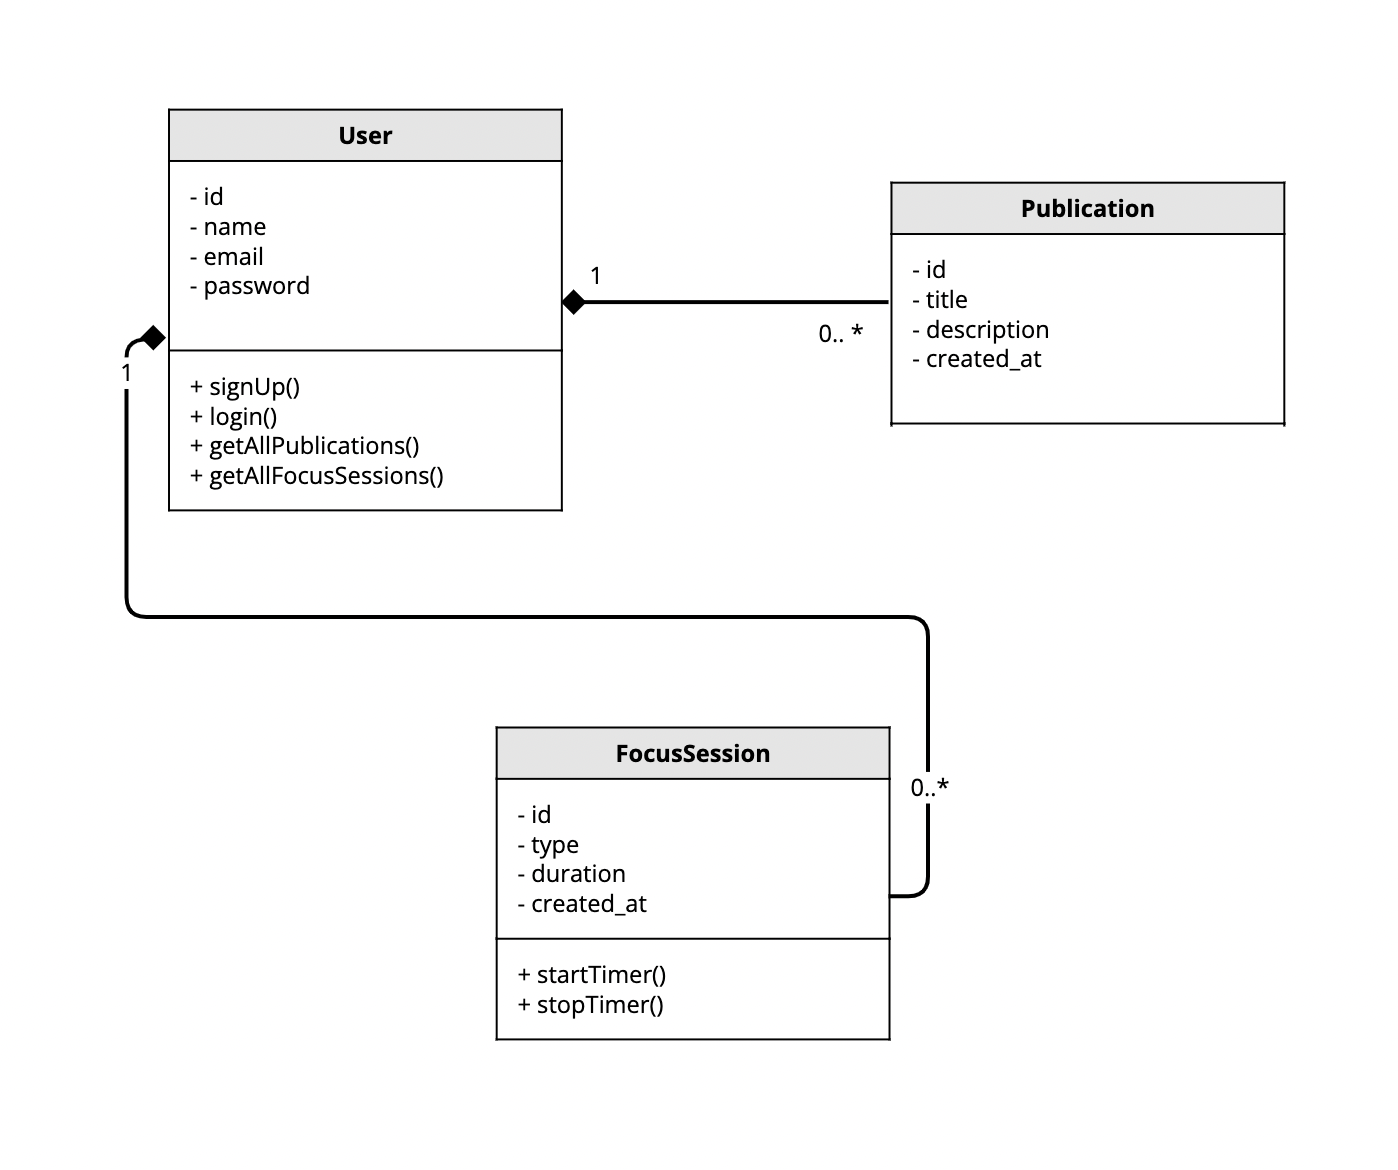 User
- id
- name
- email
- password
+ signUp()
+ login()
+ getAllPublications()
+ getAllFocusSessions()
1
0.. *
Publication
- id
- title
- description
- created_at
1
0..*
FocusSession
- id
- type
- duration
- created_at
+ startTimer()
+ stopTimer()